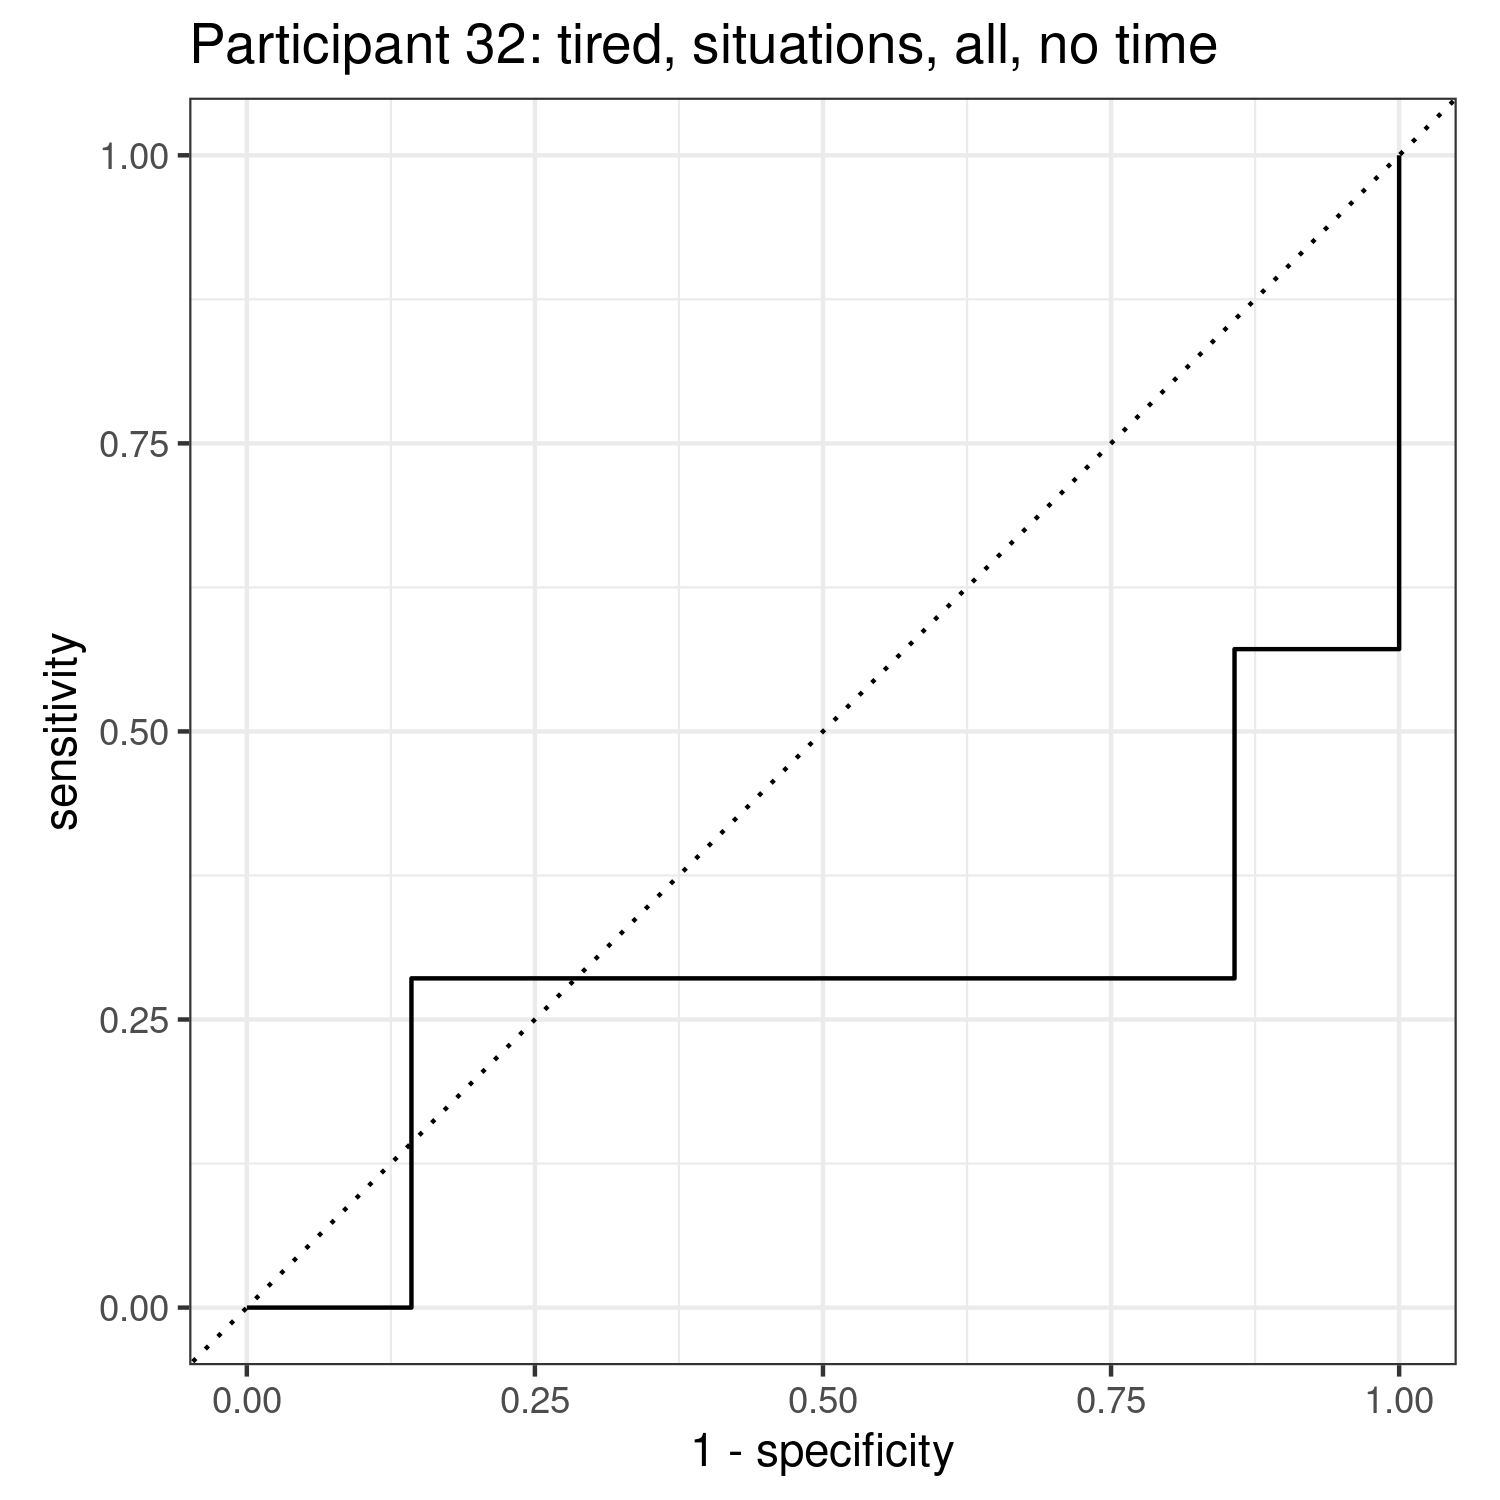 Participant 32: tired, situations, all, no time
1.00
0.75
0.50
0.25
0.00
sensitivity
0.00 0.25 0.50 0.75 1.00
1 - specificity